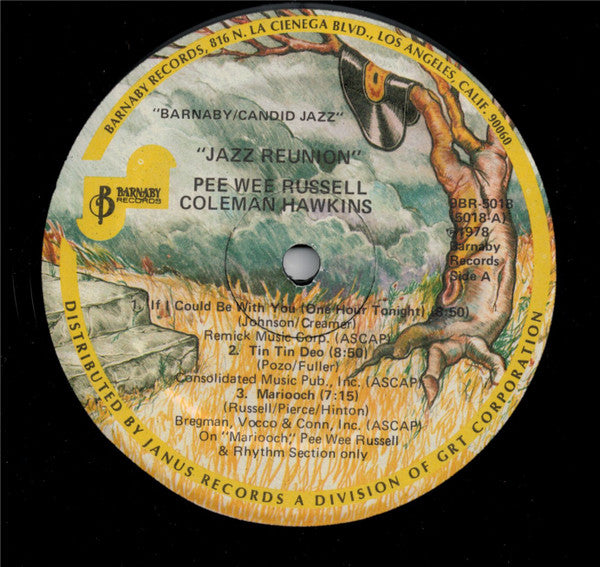 BARNABY RECORDS, 816 N. LA CIENEGA BLVD., LOS ANGELES, CALIF. 90060
"BARNABY/CANDID JAZZ"
"JAZZ REUNION"
PEE WEE RUSSELL
COLEMAN HAWKINS
B BARNABY
RECORDS
BBR-5018
(5018-A)
℗1978
Barnaby
Records
Side A
1. If I Could Be With You (One Hour Tonight) (8:50)
(Johnson/Creamer)
Remick Music Corp. (ASCAP)
2. Tin Tin Deo (8:50)
(Pozo/Fuller)
Consolidated Music Pub., Inc. (ASCAP)
3. Mariooch (7:15)
(Russell/Pierce/Hinton)
Bregman, Vocco & Conn, Inc. (ASCAP)
On "Mariooch," Pee Wee Russell
& Rhythm Section only
DISTRIBUTED BY JANUS RECORDS A DIVISION OF GRT CORPORATION